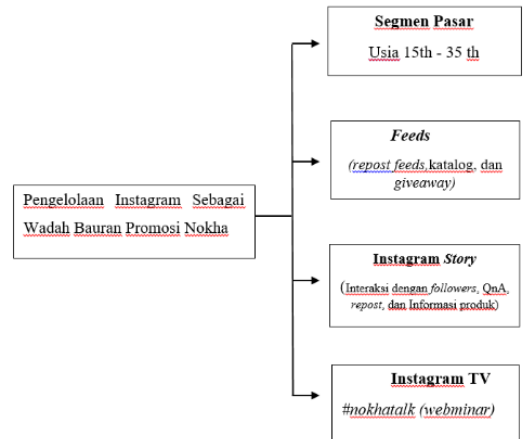 Segmen Pasar
Usia 15th - 35 th
Feeds
(repost feeds,katalog, dan
giveaway)
Pengelolaan Instagram Sebagai
Wadah Bauran Promosi Nokha
Instagram Story
(Interaksi dengan followers, QnA,
repost, dan Informasi produk)
Instagram TV
#nokhatalk (webminar)